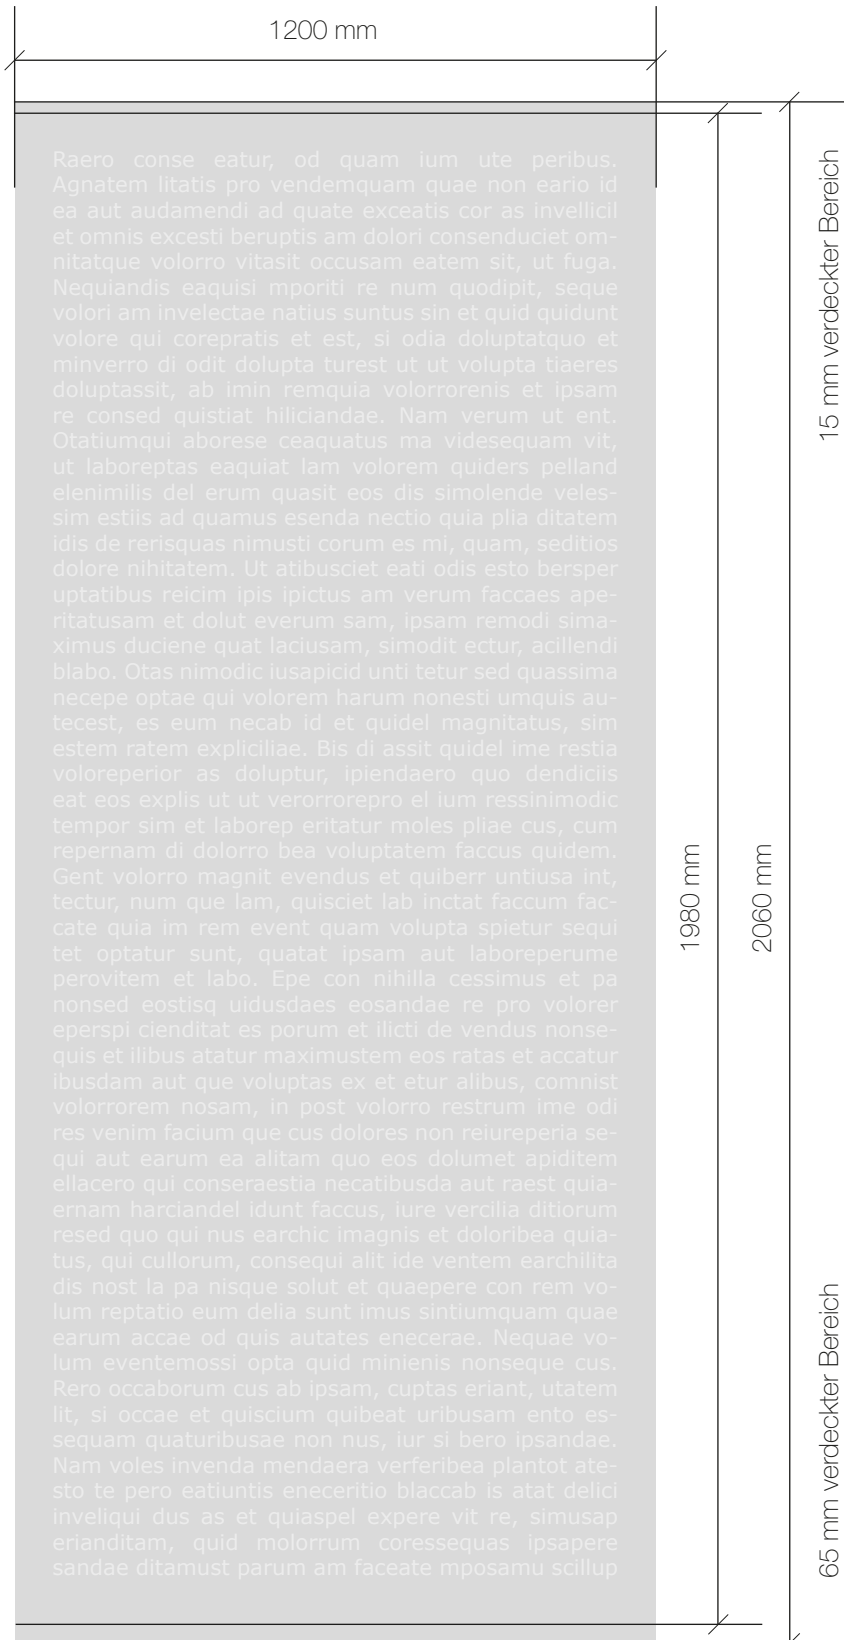 1200 mm
Raero conse eatur, od quam ium ute peribus.
Agnatem litatis pro vendemquam quae non eario id
ea aut audamendi ad quate exceatis cor as invellicil
et omnis excesti beruptis am dolori consenduciet om-
nitatque volorro vitasit occusam eatem sit, ut fuga.
Nequiandis eaquisi mporiti re num quodipit, seque
volori am invelectae natius suntus sin et quid quidunt
volore qui corepratis et est, si odia doluptatquo et
minverro di odit dolupta turest ut ut volupta tiaeres
doluptassit, ab imin remquia volorrorenis et ipsam
re consed quistiat hiliciandae. Nam verum ut ent.
Otatiumqui aborese ceaquatus ma videsequam vit,
ut laboreptas eaquiat lam volorem quiders pelland
elenimilis del erum quasit eos dis simolende veles-
sim estiis ad quamus esenda nectio quia plia ditatem
idis de rerisquas nimusti corum es mi, quam, seditios
dolore nihitatem. Ut atibusciet eati odis esto bersper
uptatibus reicim ipis ipictus am verum faccaes ape-
ritatusam et dolut everum sam, ipsam remodi sima-
ximus duciene quat laciusam, simodit ectur, acillendi
blabo. Otas nimodic iusapicid unti tetur sed quassima
necepe optae qui volorem harum nonesti umquis au-
tecest, es eum necab id et quidel magnitatus, sim
estem ratem expliciliae. Bis di assit quidel ime restia
voloreperior as doluptur, ipiendaero quo dendiciis
eat eos explis ut ut verorrorepro el ium ressinimodic
tempor sim et laborep eritatur moles pliae cus, cum
repernam di dolorro bea voluptatem faccus quidem.
Gent volorro magnit evendus et quiberr untiusa int,
tectur, num que lam, quisciet lab inctat faccum fac-
cate quia im rem event quam volupta spietur sequi
tet optatur sunt, quatat ipsam aut laboreperume
perovitem et labo. Epe con nihilla cessimus et pa
nonsed eostisq uidusdaes eosandae re pro volorer
eperspi cienditat es porum et ilicti de vendus nonse-
quis et ilibus atatur maximustem eos ratas et accatur
ibusdam aut que voluptas ex et etur alibus, comnist
volorrorem nosam, in post volorro restrum ime odi
res venim facium que cus dolores non reiureperia se-
qui aut earum ea alitam quo eos dolumet apiditem
ellacero qui conseraestia necatibusda aut raest quia-
ernam harciandel idunt faccus, iure vercilia ditiorum
resed quo qui nus earchic imagnis et doloribea quia-
tus, qui cullorum, consequi alit ide ventem earchilita
dis nost la pa nisque solut et quaepere con rem vo-
lum reptatio eum delia sunt imus sintiumquam quae
earum accae od quis autates enecerae. Nequae vo-
lum eventemossi opta quid minienis nonseque cus.
Rero occaborum cus ab ipsam, cuptas eriant, utatem
lit, si occae et quiscium quibeat uribusam ento es-
sequam quaturibusae non nus, iur si bero ipsandae.
Nam voles invenda mendaera verferibea plantot ate-
sto te pero eatiuntis eneceritio blaccab is atat delici
inveliqui dus as et quiaspel expere vit re, simusap
erianditam, quid molorrum coressequas ipsapere
sandae ditamust parum am faceate mposamu scillup
1980 mm
2060 mm
15 mm verdeckter Bereich
65 mm verdeckter Bereich